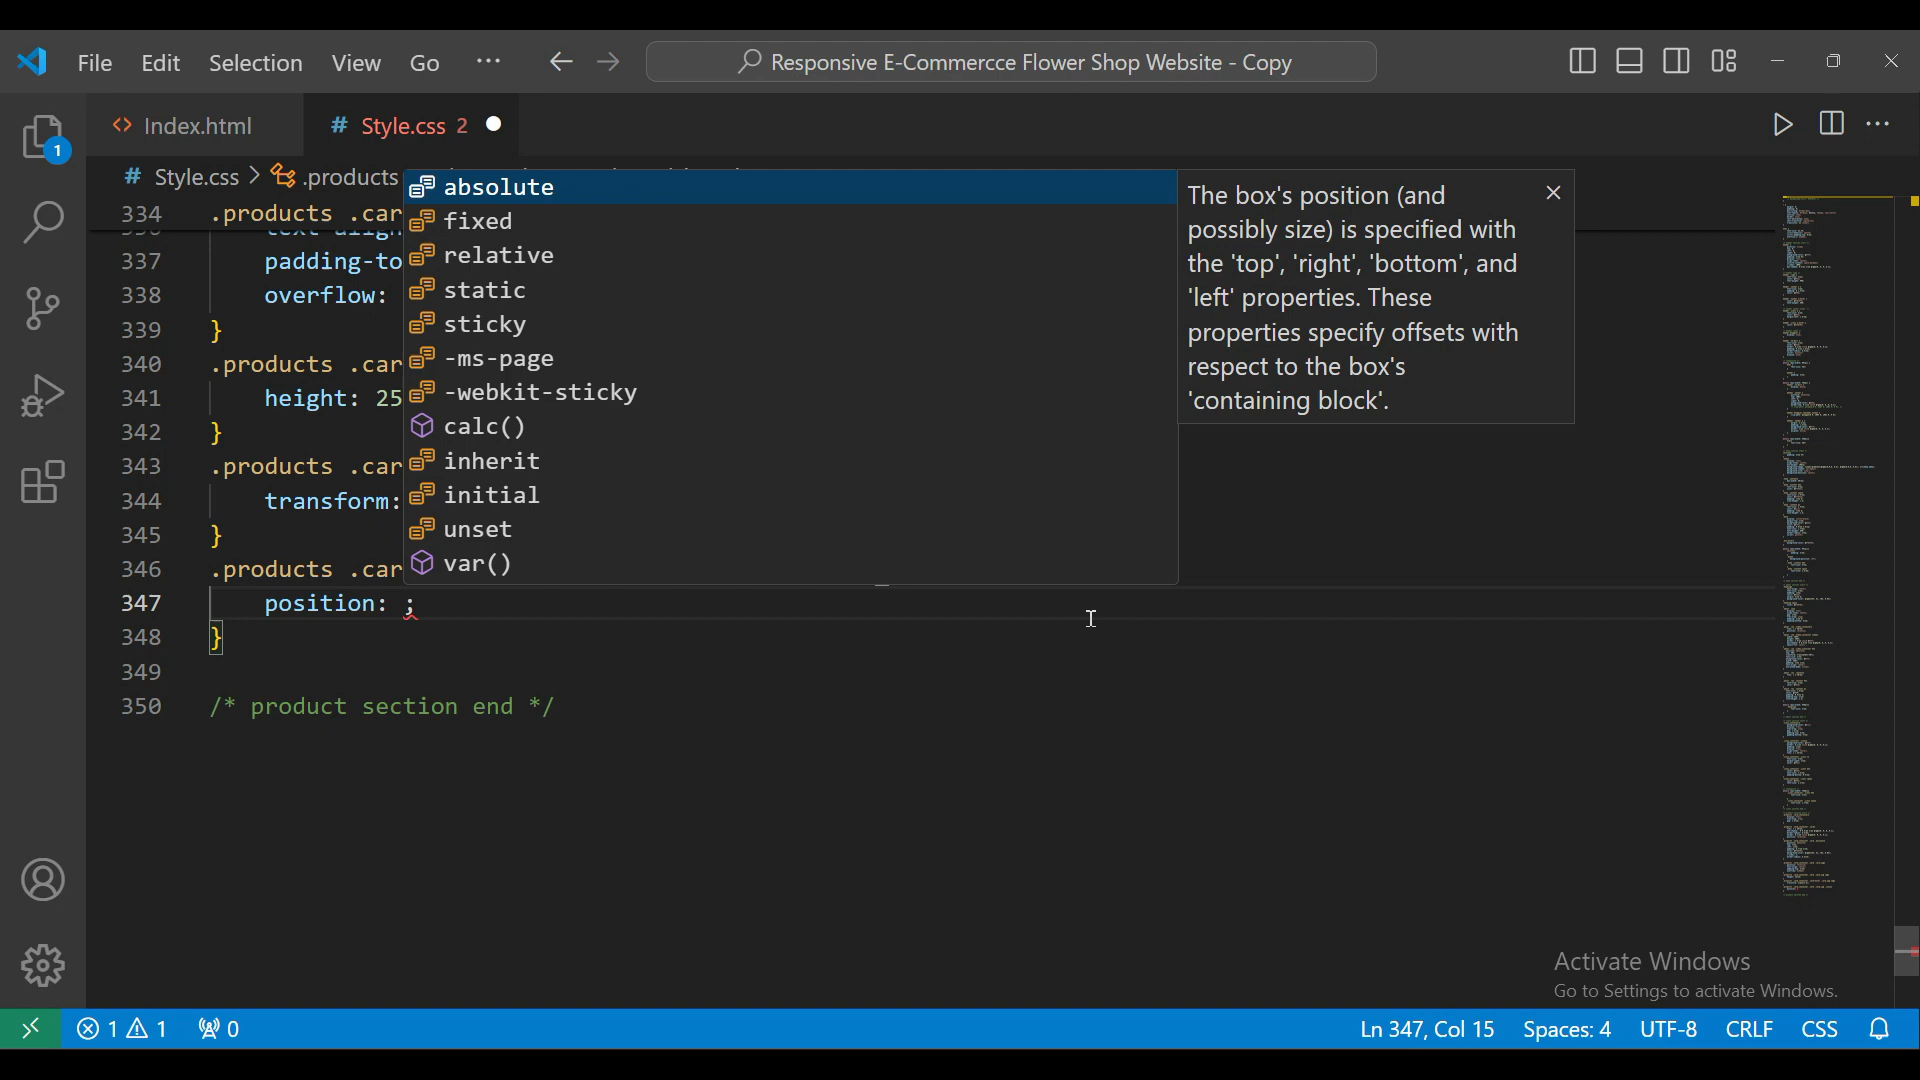 File Edit Selection View Go ··· Responsive E-Commercce Flower Shop Website - Copy
Index.html # Style.css 2
1
# Style.css > .products
334 .products .car
337 padding-to
338 overflow:
339 }
340 .products .car
341 height: 25
342 }
343 .products .car
344 transform:
345 }
346 .products .car
347 position: ;
348 }
349
350 /* product section end */
absolute
fixed
relative
static
sticky
-ms-page
-webkit-sticky
calc()
inherit
initial
unset
var()
The box's position (and
possibly size) is specified with
the 'top', 'right', 'bottom', and
'left' properties. These
properties specify offsets with
respect to the box's
'containing block'.
Activate Windows
Go to Settings to activate Windows.
1 1 0 Ln 347, Col 15 Spaces: 4 UTF-8 CRLF CSS